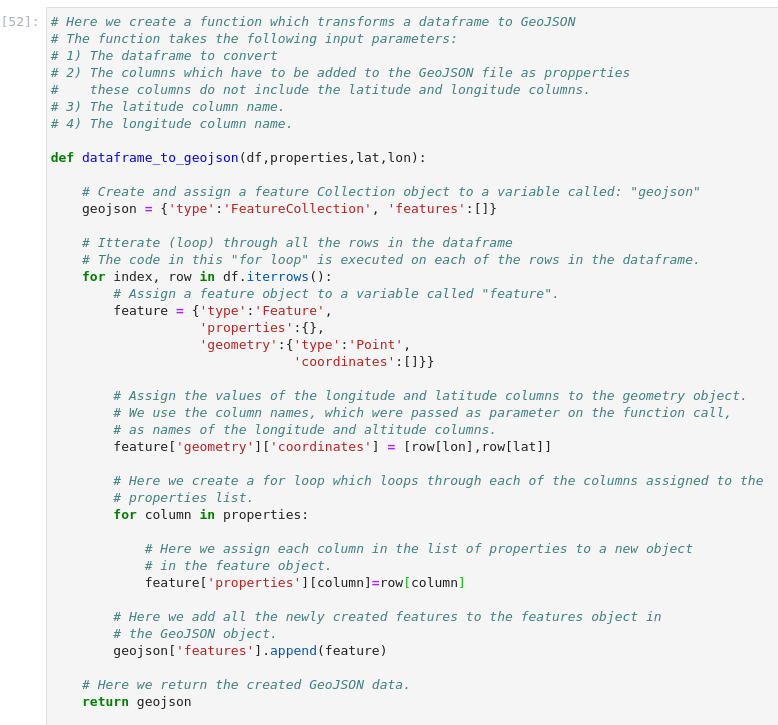 [52]: # Here we create a function which transforms a dataframe to GeoJSON
# The function takes the following input parameters:
# 1) The dataframe to convert
# 2) The columns which have to be added to the GeoJSON file as propperties
#    these columns do not include the latitude and longitude columns.
# 3) The latitude column name.
# 4) The longitude column name.

def dataframe_to_geojson(df,properties,lat,lon):

    # Create and assign a feature Collection object to a variable called: "geojson"
    geojson = {'type':'FeatureCollection', 'features':[]}

    # Itterate (loop) through all the rows in the dataframe
    # The code in this "for loop" is executed on each of the rows in the dataframe.
    for index, row in df.iterrows():
        # Assign a feature object to a variable called "feature".
        feature = {'type':'Feature',
                   'properties':{},
                   'geometry':{'type':'Point',
                               'coordinates':[]}}

        # Assign the values of the longitude and latitude columns to the geometry object.
        # We use the column names, which were passed as parameter on the function call,
        # as names of the longitude and altitude columns.
        feature['geometry']['coordinates'] = [row[lon],row[lat]]

        # Here we create a for loop which loops through each of the columns assigned to the
        # properties list.
        for column in properties:

            # Here we assign each column in the list of properties to a new object
            # in the feature object.
            feature['properties'][column]=row[column]

        # Here we add all the newly created features to the features object in
        # the GeoJSON object.
        geojson['features'].append(feature)

    # Here we return the created GeoJSON data.
    return geojson